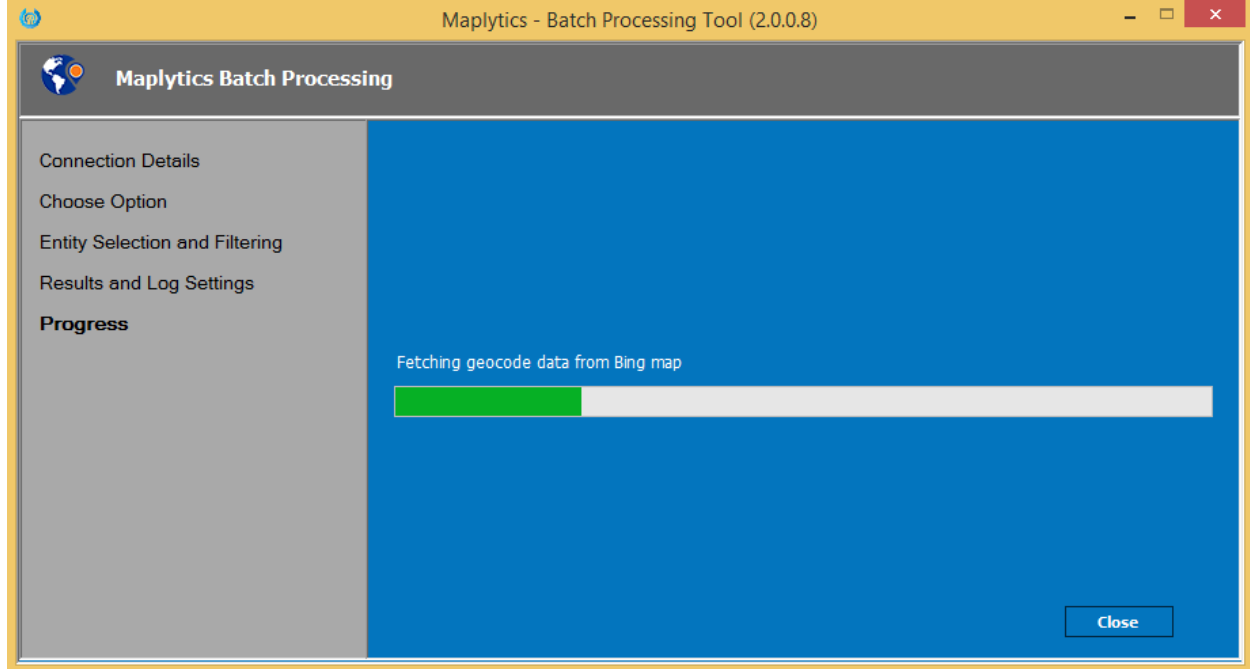 Maplytics - Batch Processing Tool (2.0.0.8)
Maplytics Batch Processing
Connection Details
Choose Option
Entity Selection and Filtering
Results and Log Settings
Progress
Fetching geocode data from Bing map
Close